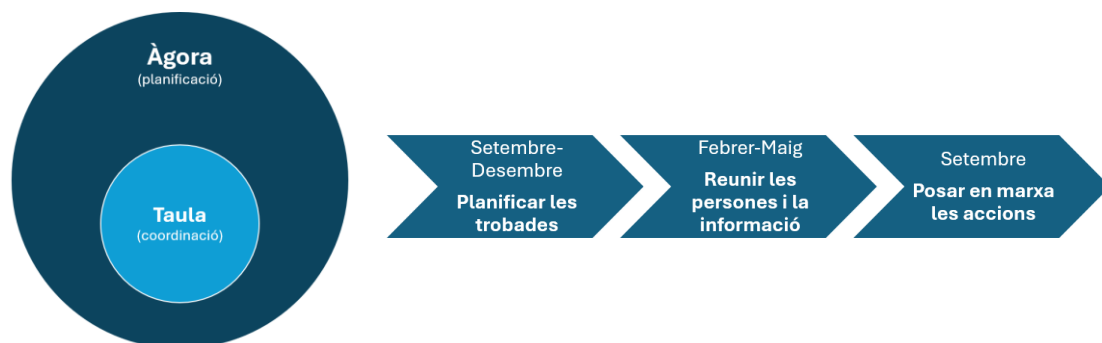 Àgora
(planificació)
Taula
(coordinació)
Setembre-
Desembre
Planificar les
trobades
Febrer-Maig
Reunir les
persones i la
informació
Setembre
Posar en marxa
les accions